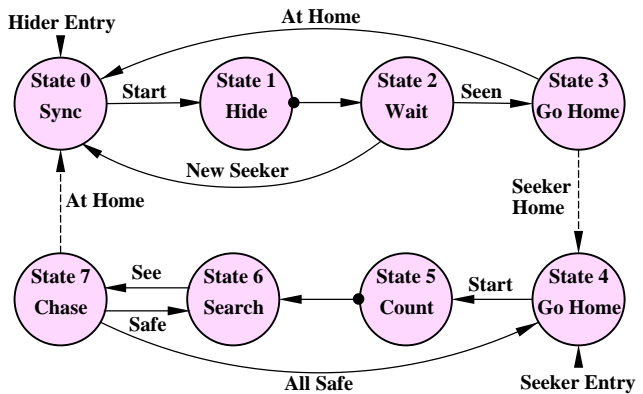 Hider Entry
At Home
State 0
Sync
Start
State 1
Hide
State 2
Wait
Seen
State 3
Go Home
New Seeker
At Home
Seeker
Home
State 7
Chase
See
Safe
State 6
Search
State 5
Count
Start
State 4
Go Home
All Safe
Seeker Entry